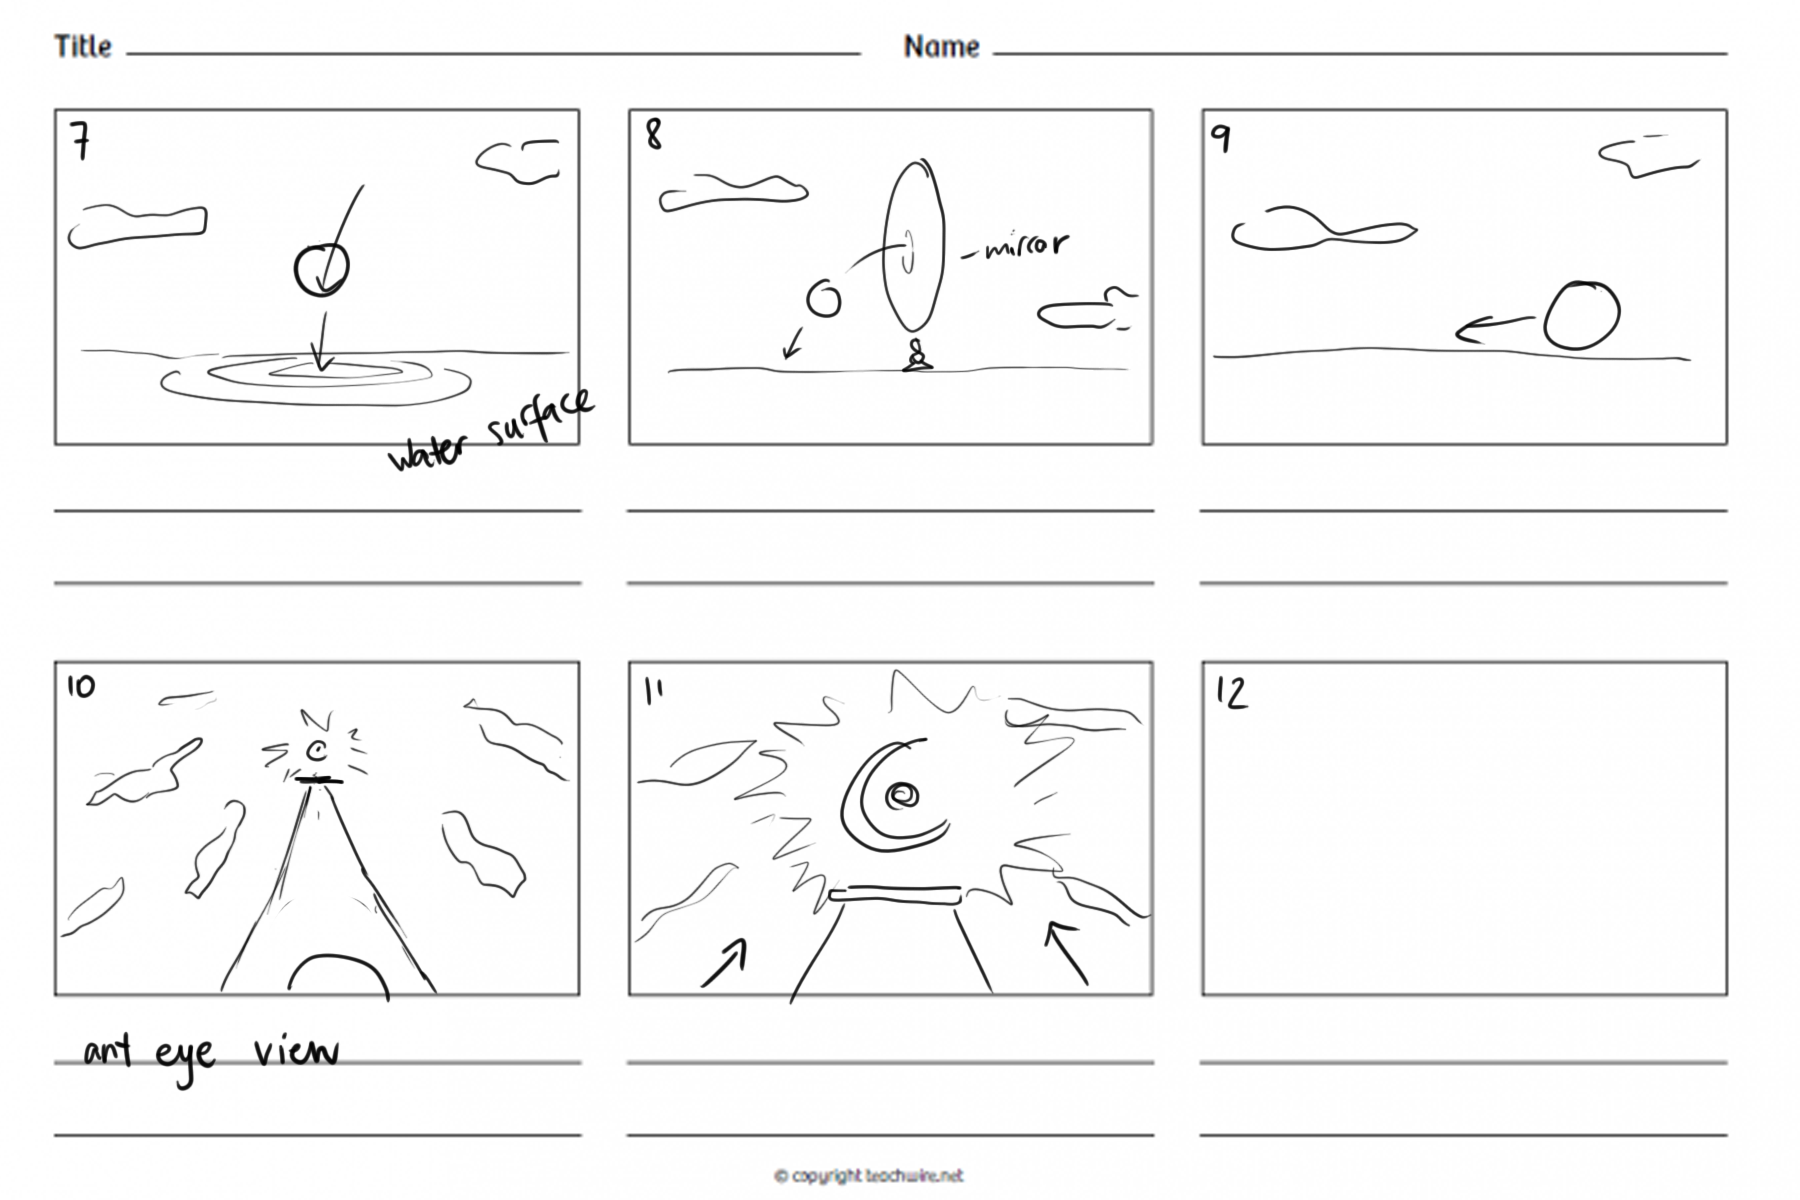 Title
Name
7
8
9
- mirror
water surface
10
11
12
ant eye view
© copyright teachwire.net